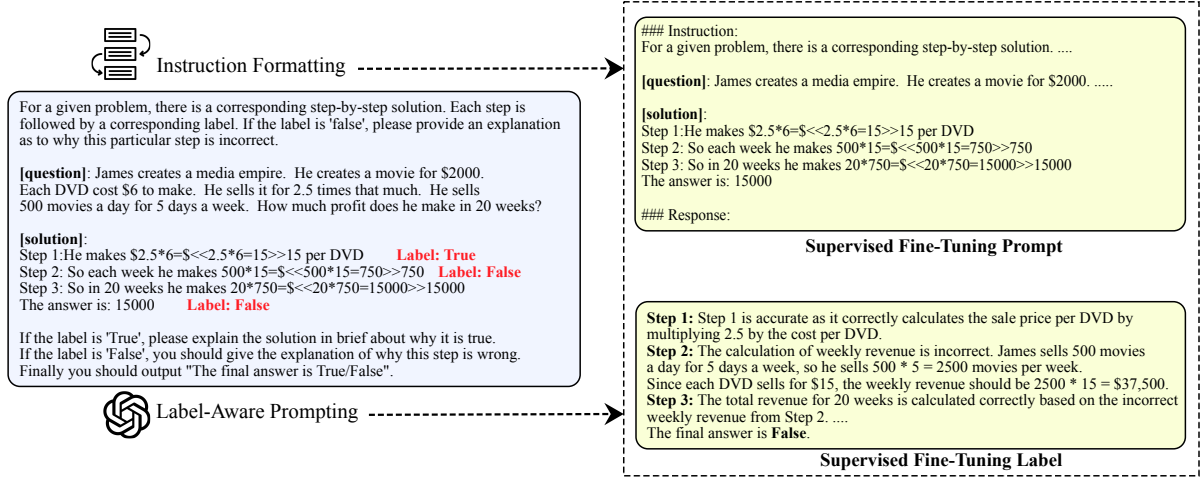 Instruction Formatting
For a given problem, there is a corresponding step-by-step solution. Each step is
followed by a corresponding label. If the label is 'false', please provide an explanation
as to why this particular step is incorrect.
[question]: James creates a media empire. He creates a movie for $2000.
Each DVD cost $6 to make. He sells it for 2.5 times that much. He sells
500 movies a day for 5 days a week. How much profit does he make in 20 weeks?
[solution]:
Step 1:He makes $2.5*6=$<<2.5*6=15>>15 per DVD Label: True
Step 2: So each week he makes 500*15=$<<500*15=750>>750 Label: False
Step 3: So in 20 weeks he makes 20*750=$<<20*750=15000>>15000
The answer is: 15000 Label: False
If the label is 'True', please explain the solution in brief about why it is true.
If the label is 'False', you should give the explanation of why this step is wrong.
Finally you should output "The final answer is True/False".
Label-Aware Prompting
### Instruction:
For a given problem, there is a corresponding step-by-step solution. ....
[question]: James creates a media empire. He creates a movie for $2000. .....
[solution]:
Step 1:He makes $2.5*6=$<<2.5*6=15>>15 per DVD
Step 2: So each week he makes 500*15=$<<500*15=750>>750
Step 3: So in 20 weeks he makes 20*750=$<<20*750=15000>>15000
The answer is: 15000
### Response:
Supervised Fine-Tuning Prompt
Step 1: Step 1 is accurate as it correctly calculates the sale price per DVD by
multiplying 2.5 by the cost per DVD.
Step 2: The calculation of weekly revenue is incorrect. James sells 500 movies
a day for 5 days a week, so he sells 500 * 5 = 2500 movies per week.
Since each DVD sells for $15, the weekly revenue should be 2500 * 15 = $37,500.
Step 3: The total revenue for 20 weeks is calculated correctly based on the incorrect
weekly revenue from Step 2. ....
The final answer is False.
Supervised Fine-Tuning Label